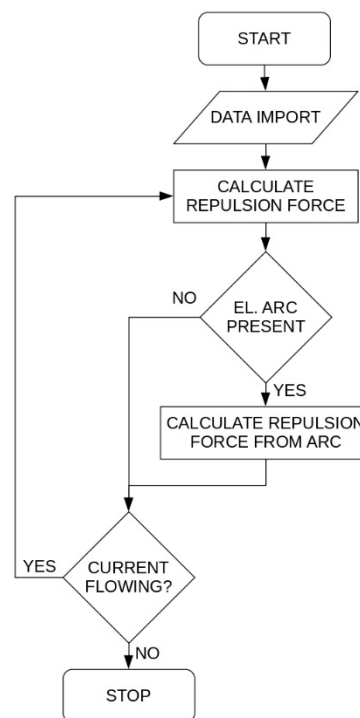 START
DATA IMPORT
CALCULATE
REPULSION FORCE
NO
EL. ARC
PRESENT
YES
CALCULATE REPULSION
FORCE FROM ARC
YES
CURRENT
FLOWING?
NO
STOP